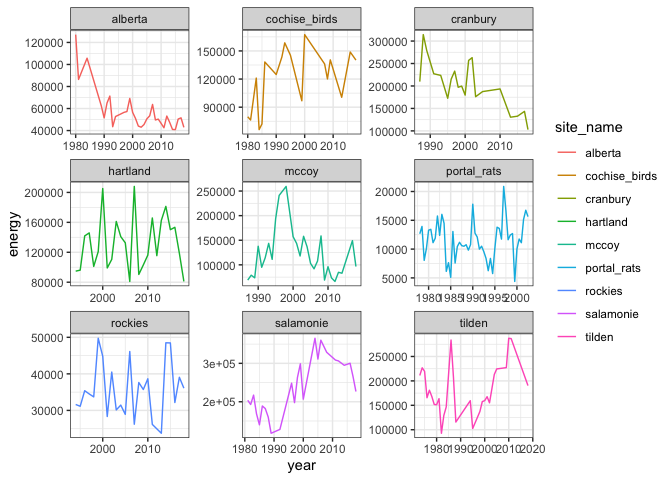 alberta cochise_birds cranbury
120000 100000 80000 60000 40000
150000 120000 90000
300000 250000 200000 150000 100000
1980 1990 2000 2010
1980 1990 2000 2010
1990 2000 2010
hartland mccoy portal_rats
200000 160000 120000 80000
250000 200000 150000 100000
20000 15000 10000 5000
2000 2010
1990 2000 2010
1980 1985 1990 1995 2000
rockies salamonie tilden
50000 40000 30000
3e+05 2e+05
250000 200000 150000 100000
2000 2010
1980 1990 2000 2010
1980 1990 2000 2010 2020
energy
year
site_name
alberta
cochise_birds
cranbury
hartland
mccoy
portal_rats
rockies
salamonie
tilden